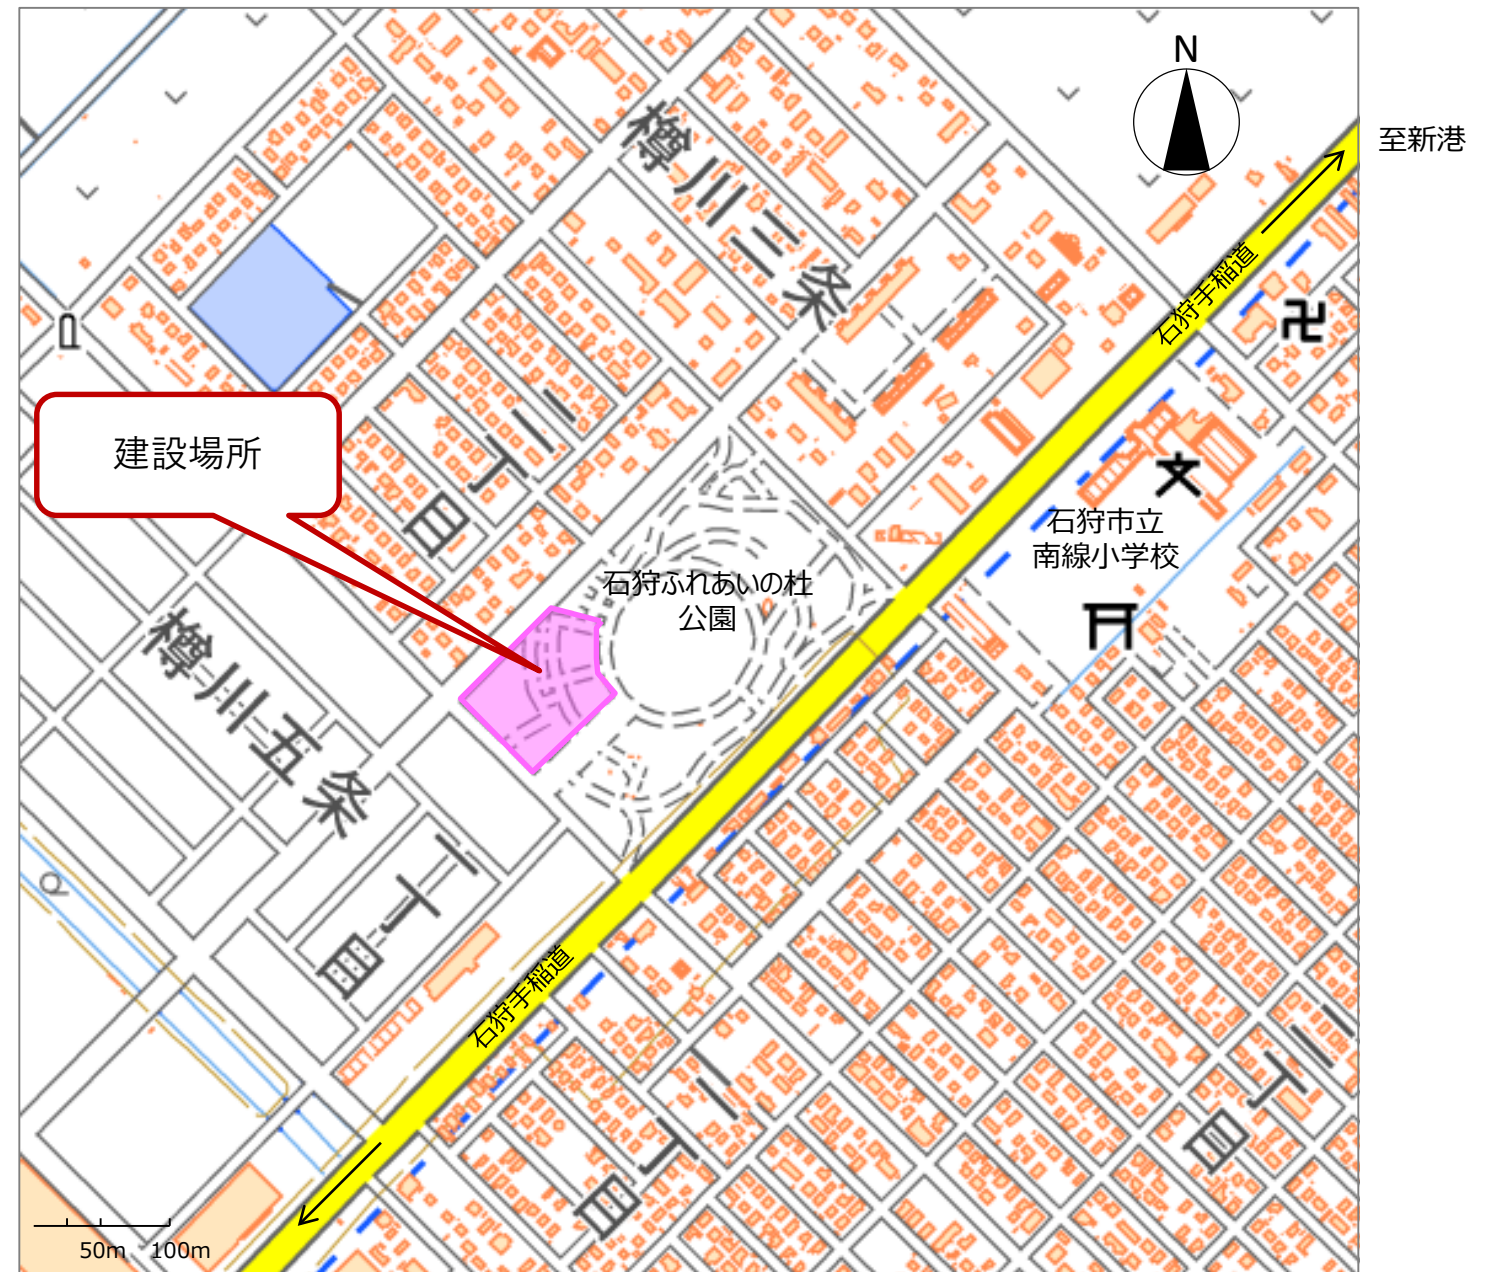 N
至新港
樽川三条
石狩手稲道
建設場所
二丁目
石狩市立
南線小学校
石狩ふれあいの杜
公園
樽川五条
一丁目
石狩手稲道
一丁目
二丁目
50m 100m